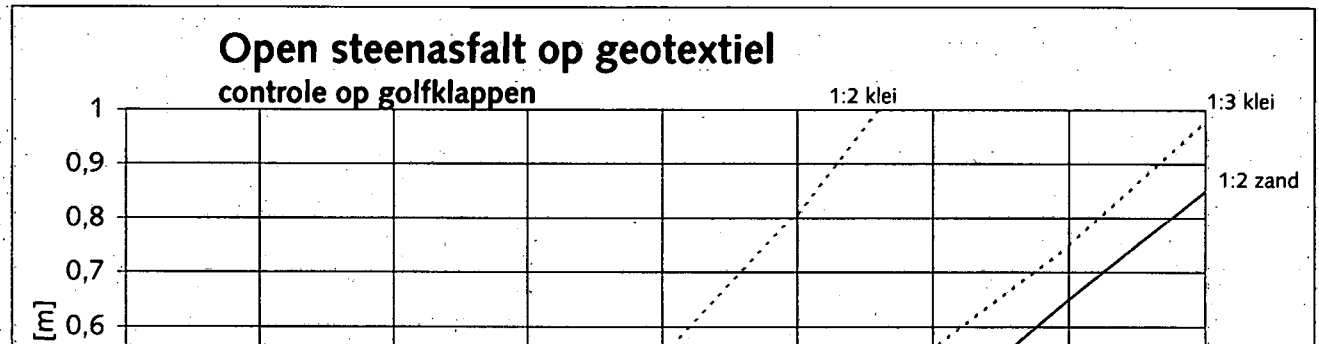 Open steenasfalt op geotextiel
controle op golfklappen
1:2 klei
1:3 klei
1:2 zand
1
0,9
0,8
0,7
0,6
[m]